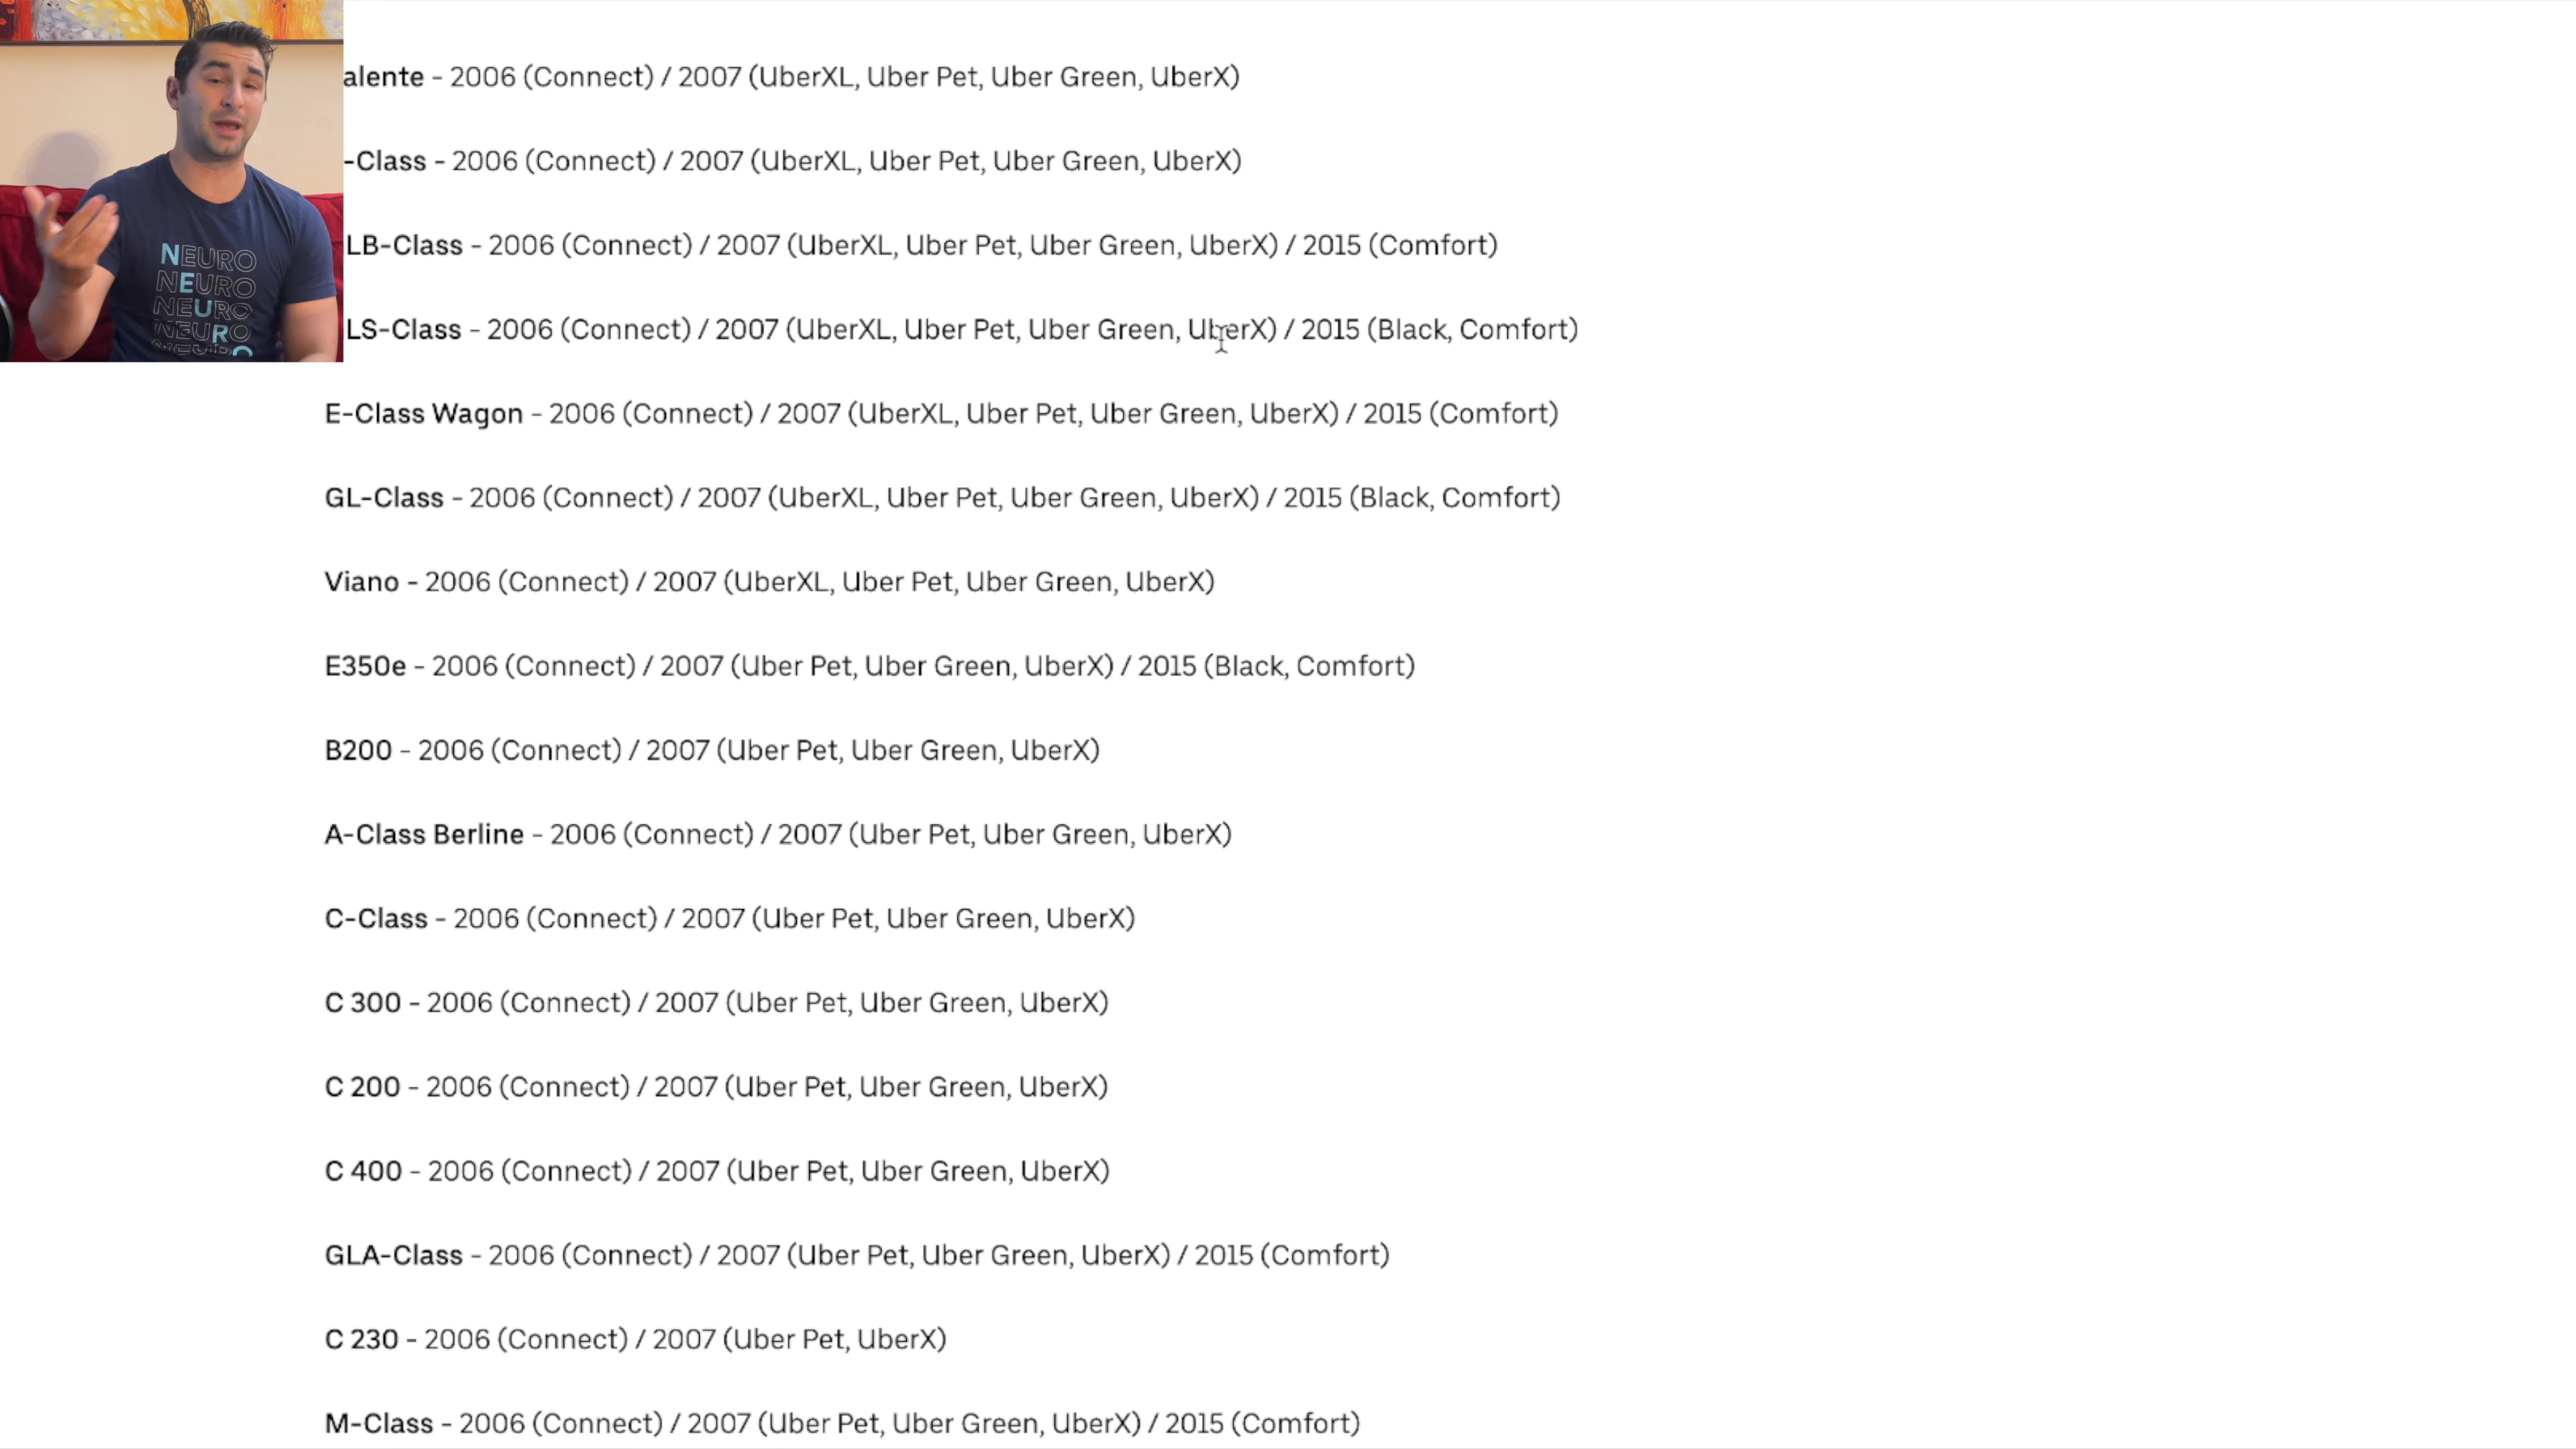 alente - 2006 (Connect) / 2007 (UberXL, Uber Pet, Uber Green, UberX)
-Class - 2006 (Connect) / 2007 (UberXL, Uber Pet, Uber Green, UberX)
LB-Class - 2006 (Connect) / 2007 (UberXL, Uber Pet, Uber Green, UberX) / 2015 (Comfort)
LS-Class - 2006 (Connect) / 2007 (UberXL, Uber Pet, Uber Green, UberX) / 2015 (Black, Comfort)
NEURO
NEURO
NEURO
NEURO
NEURO
E-Class Wagon - 2006 (Connect) / 2007 (UberXL, Uber Pet, Uber Green, UberX) / 2015 (Comfort)
GL-Class - 2006 (Connect) / 2007 (UberXL, Uber Pet, Uber Green, UberX) / 2015 (Black, Comfort)
Viano - 2006 (Connect) / 2007 (UberXL, Uber Pet, Uber Green, UberX)
E350e - 2006 (Connect) / 2007 (Uber Pet, Uber Green, UberX) / 2015 (Black, Comfort)
B200 - 2006 (Connect) / 2007 (Uber Pet, Uber Green, UberX)
A-Class Berline - 2006 (Connect) / 2007 (Uber Pet, Uber Green, UberX)
C-Class - 2006 (Connect) / 2007 (Uber Pet, Uber Green, UberX)
C 300 - 2006 (Connect) / 2007 (Uber Pet, Uber Green, UberX)
C 200 - 2006 (Connect) / 2007 (Uber Pet, Uber Green, UberX)
C 400 - 2006 (Connect) / 2007 (Uber Pet, Uber Green, UberX)
GLA-Class - 2006 (Connect) / 2007 (Uber Pet, Uber Green, UberX) / 2015 (Comfort)
C 230 - 2006 (Connect) / 2007 (Uber Pet, UberX)
M-Class - 2006 (Connect) / 2007 (Uber Pet, Uber Green, UberX) / 2015 (Comfort)